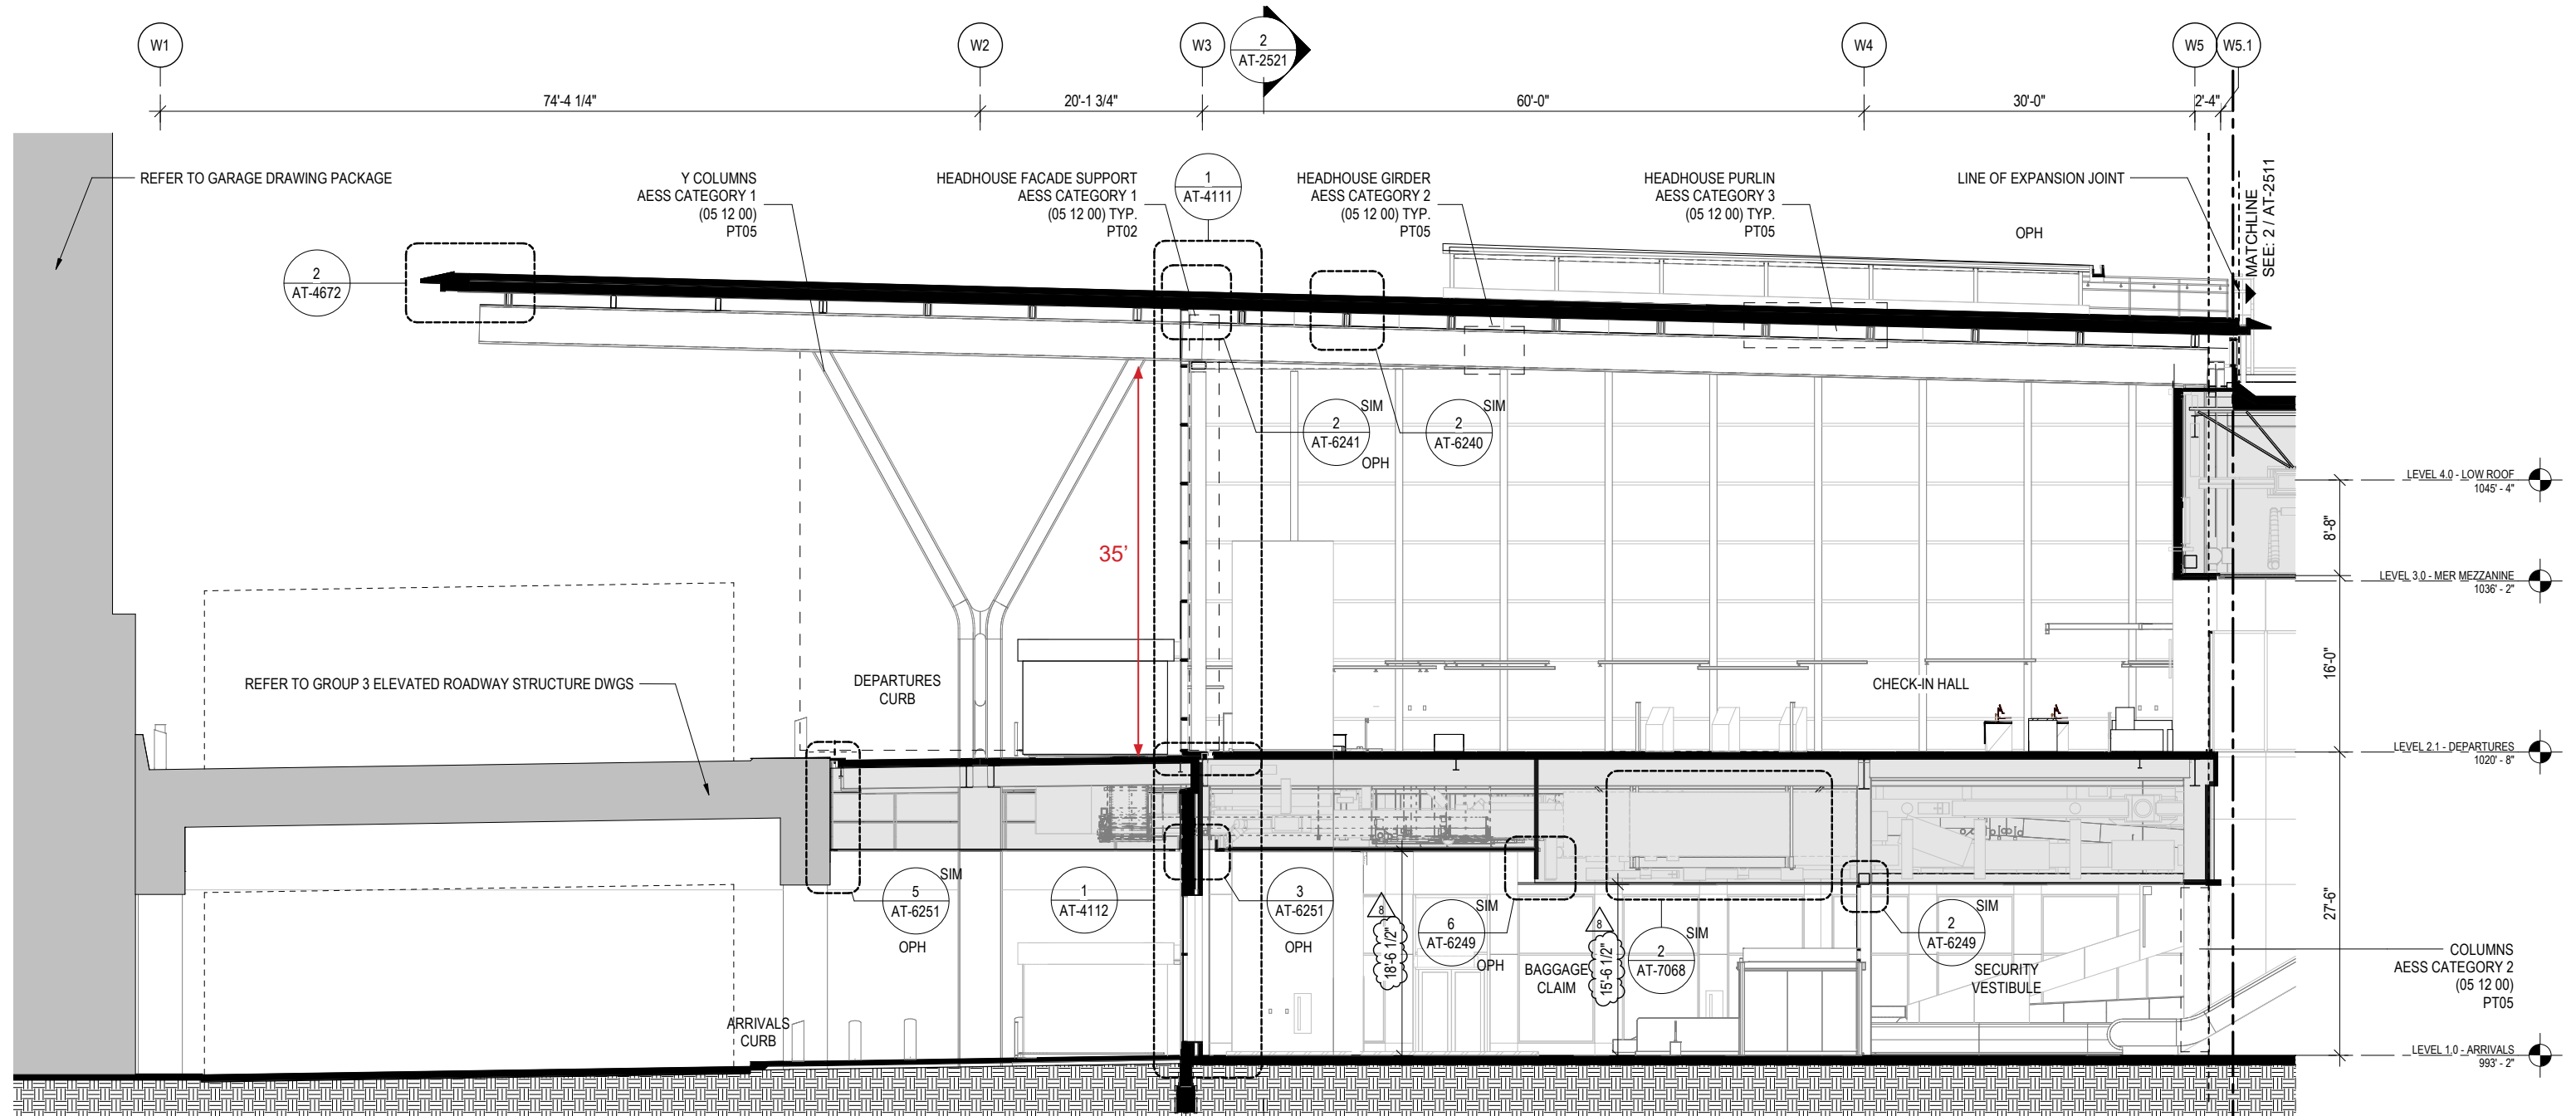 W1
W2
W3
2
AT-2521
W4
W5
W5.1
74'-4 1/4"
20'-1 3/4"
60'-0"
30'-0"
2'-4"
REFER TO GARAGE DRAWING PACKAGE
Y COLUMNS
AESS CATEGORY 1
(05 12 00)
PT05
HEADHOUSE FACADE SUPPORT
AESS CATEGORY 1
(05 12 00) TYP.
PT02
1
AT-4111
HEADHOUSE GIRDER
AESS CATEGORY 2
(05 12 00) TYP.
PT05
HEADHOUSE PURLIN
AESS CATEGORY 3
(05 12 00) TYP.
PT05
LINE OF EXPANSION JOINT
OPH
MATCHLINE
SEE: 2 / AT-2511
2
AT-4672
SIM
2
AT-6241
OPH
SIM
2
AT-6240
35'
LEVEL 4.0 - LOW ROOF
1045' - 4"
8'-8"
LEVEL 3.0 - MER MEZZANINE
1036' - 2"
16'-0"
REFER TO GROUP 3 ELEVATED ROADWAY STRUCTURE DWGS
DEPARTURES
CURB
CHECK-IN HALL
LEVEL 2.1 - DEPARTURES
1020' - 8"
27'-6"
SIM
5
AT-6251
OPH
1
AT-4112
3
AT-6251
OPH
8
18'-6 1/2"
SIM
6
AT-6249
OPH
BAGGAGE
CLAIM
8
15'-6 1/2"
SIM
2
AT-7068
SIM
2
AT-6249
SECURITY
VESTIBULE
COLUMNS
AESS CATEGORY 2
(05 12 00)
PT05
ARRIVALS
CURB
LEVEL 1.0 - ARRIVALS
993' - 2"